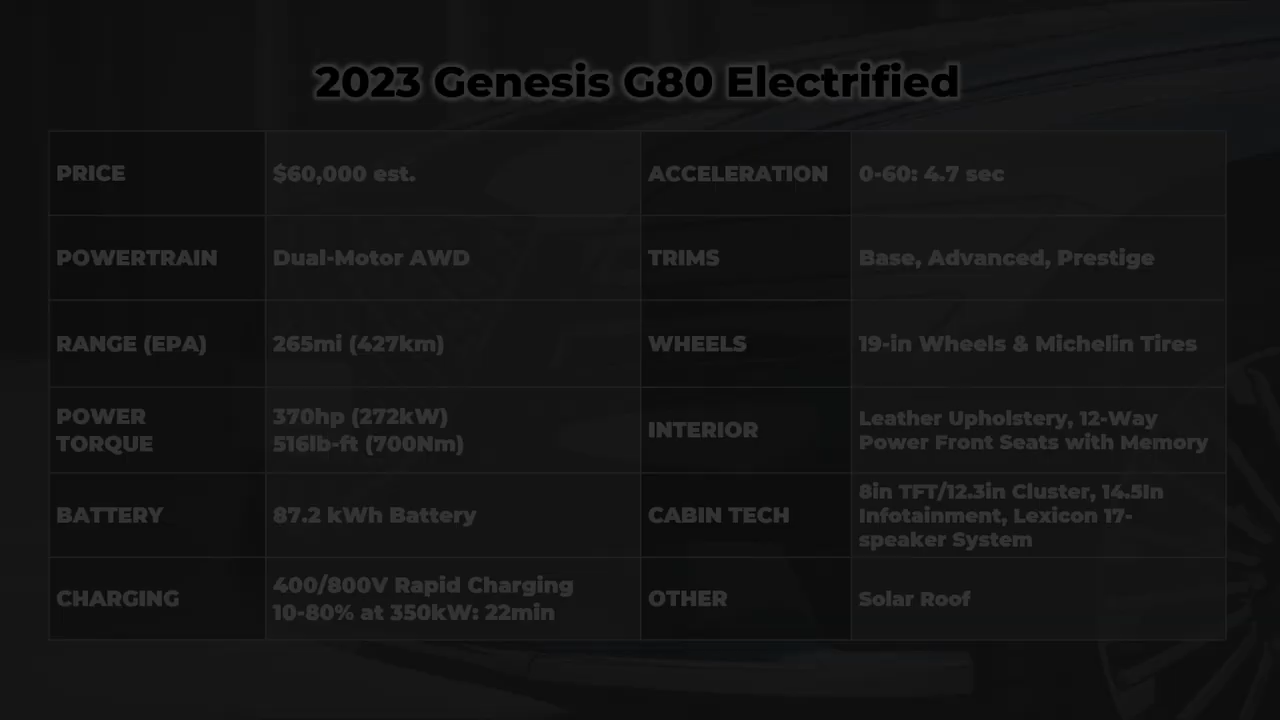 2023 Genesis G80 Electrified
PRICE
$60,000 est.
ACCELERATION
0-60: 4.7 sec
POWERTRAIN
Dual-Motor AWD
TRIMS
Base, Advanced, Prestige
RANGE (EPA)
265mi (427km)
WHEELS
19-in Wheels & Michelin Tires
POWER
TORQUE
370hp (272kW)
516lb-ft (700Nm)
INTERIOR
Leather Upholstery, 12-Way
Power Front Seats with Memory
BATTERY
87.2 kWh Battery
CABIN TECH
8in TFT/12.3in Cluster, 14.5In
Infotainment, Lexicon 17-
speaker System
CHARGING
400/800V Rapid Charging
10-80% at 350kW: 22min
OTHER
Solar Roof